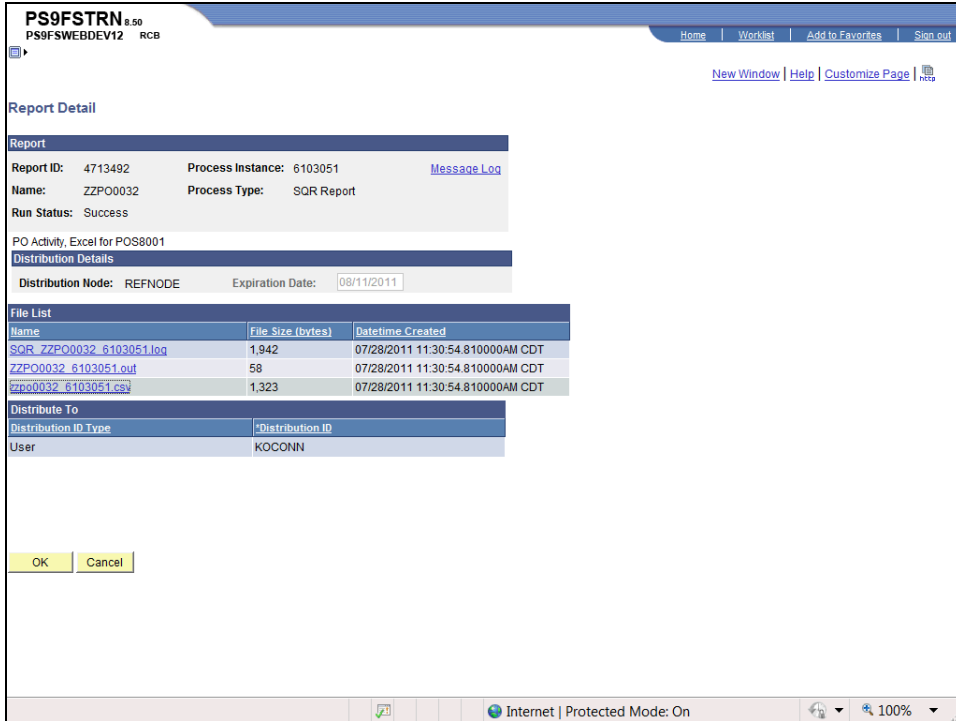 PS9FSTRN 8.50
PS9FSWEBDEV12 RCB
Home | Worklist | Add to Favorites | Sign out
New Window | Help | Customize Page | http
Report Detail
Report
Report ID: 4713492 Process Instance: 6103051 Message Log
Name: ZZPO0032 Process Type: SQR Report
Run Status: Success
PO Activity, Excel for POS8001
Distribution Details
Distribution Node: REFNODE Expiration Date: 08/11/2011
File List
Name File Size (bytes) Datetime Created
SQR_ZZPO0032_6103051.log 1,942 07/28/2011 11:30:54.810000AM CDT
ZZPO0032_6103051.out 58 07/28/2011 11:30:54.810000AM CDT
zzpo0032_6103051.csv 1,323 07/28/2011 11:30:54.810000AM CDT
Distribute To
Distribution ID Type *Distribution ID
User KOCONN
OK Cancel
Internet | Protected Mode: On 100%